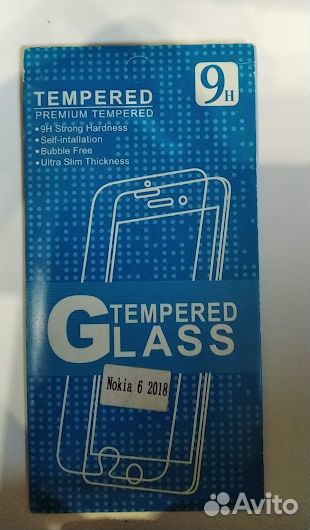 TEMPERED
PREMIUM TEMPERED
•9H Strong Hardness
•Self-intallation
•Bubble Free
•Ultra Slim Thickness
9H
TEMPERED
GLASS
Nokia 6 2018
Avito